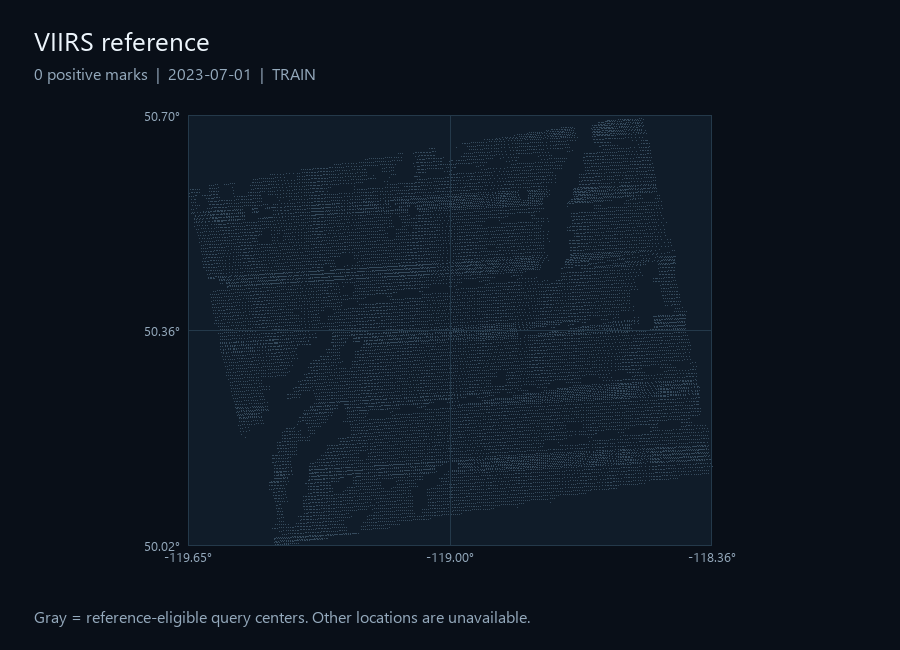 VIIRS reference
0 positive marks | 2023-07-01 | TRAIN
50.70°
50.36°
50.02°
-119.65°
-119.00°
-118.36°
Gray = reference-eligible query centers. Other locations are unavailable.